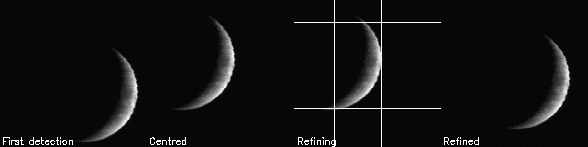 First detection
Centred
Refining
Refined